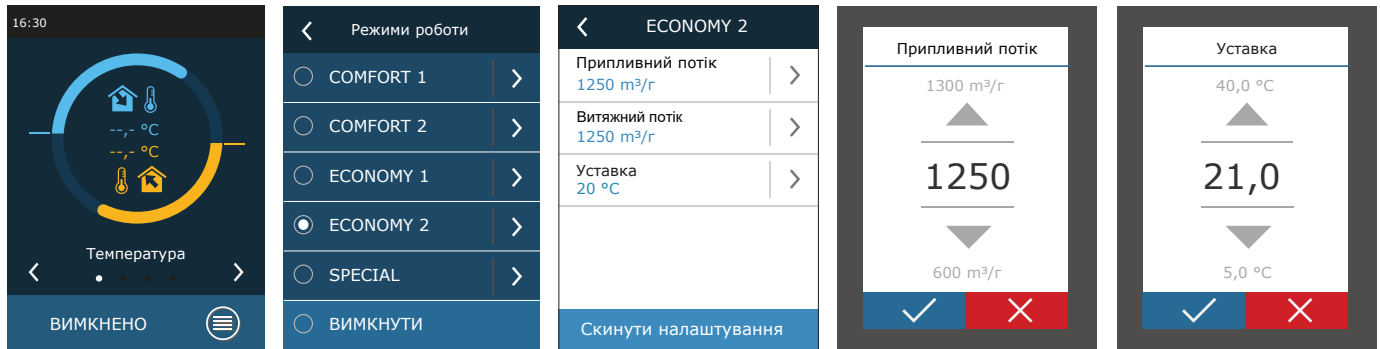 16:30
--,- °C
--,- °C
Температура
ВИМКНЕНО
Режими роботи
COMFORT 1
COMFORT 2
ECONOMY 1
ECONOMY 2
SPECIAL
ВИМКНУТИ
ECONOMY 2
Припливний потік
1250 m³/г
Витяжний потік
1250 m³/г
Уставка
20 °C
Скинути налаштування
Припливний потік
1300 m³/г
1250
600 m³/г
Уставка
40,0 °C
21,0
5,0 °C